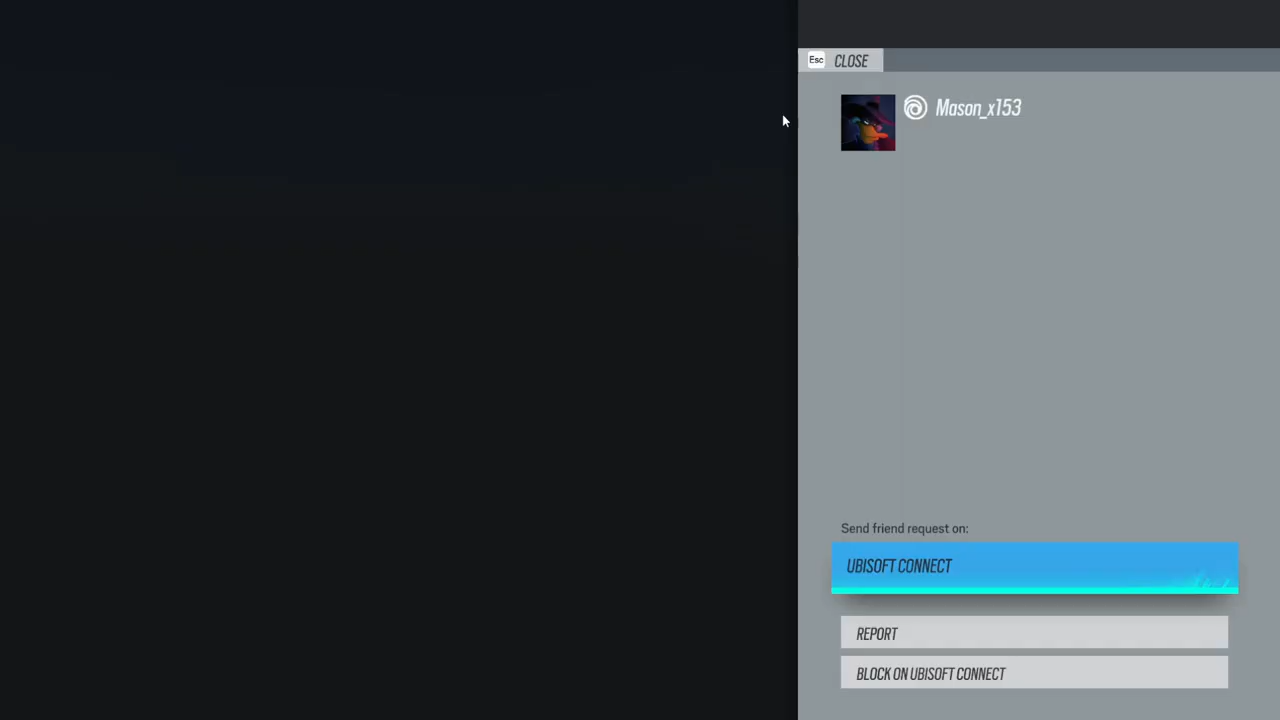 Esc CLOSE
Mason_x153
Send friend request on:
UBISOFT CONNECT
REPORT
BLOCK ON UBISOFT CONNECT